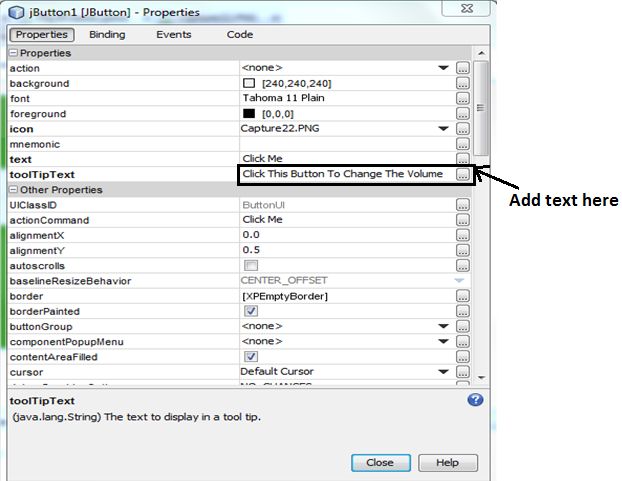 jButton1 [JButton] - Properties
Properties Binding Events Code
Properties
action <none> ...
background [240,240,240] ...
font Tahoma 11 Plain ...
foreground [0,0,0] ...
icon Capture22.PNG ...
mnemonic ...
text Click Me ...
toolTipText Click This Button To Change The Volume ...
Add text here
Other Properties
UIClassID ButtonUI ...
actionCommand Click Me ...
alignmentX 0.0 ...
alignmentY 0.5 ...
autoscrolls ...
baselineResizeBehavior CENTER_OFFSET
border [XPEmptyBorder] ...
borderPainted ...
buttonGroup <none> ...
componentPopupMenu <none> ...
contentAreaFilled ...
cursor Default Cursor ...
toolTipText
(java.lang.String) The text to display in a tool tip.
?
Close Help